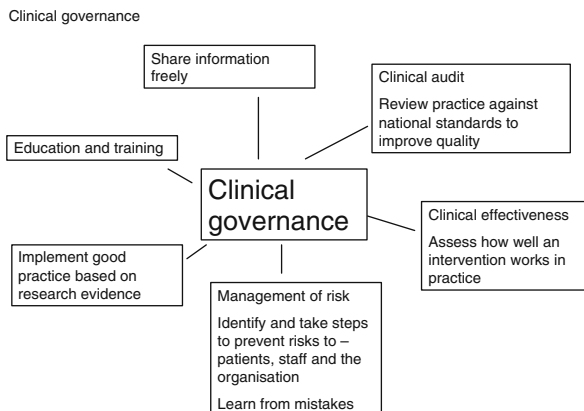 Clinical governance
Share information
freely
Clinical audit
Review practice against
national standards to
improve quality
Education and training
Clinical
governance
Clinical effectiveness
Assess how well an
intervention works in
practice
Implement good
practice based on
research evidence
Management of risk
Identify and take steps
to prevent risks to –
patients, staff and the
organisation
Learn from mistakes